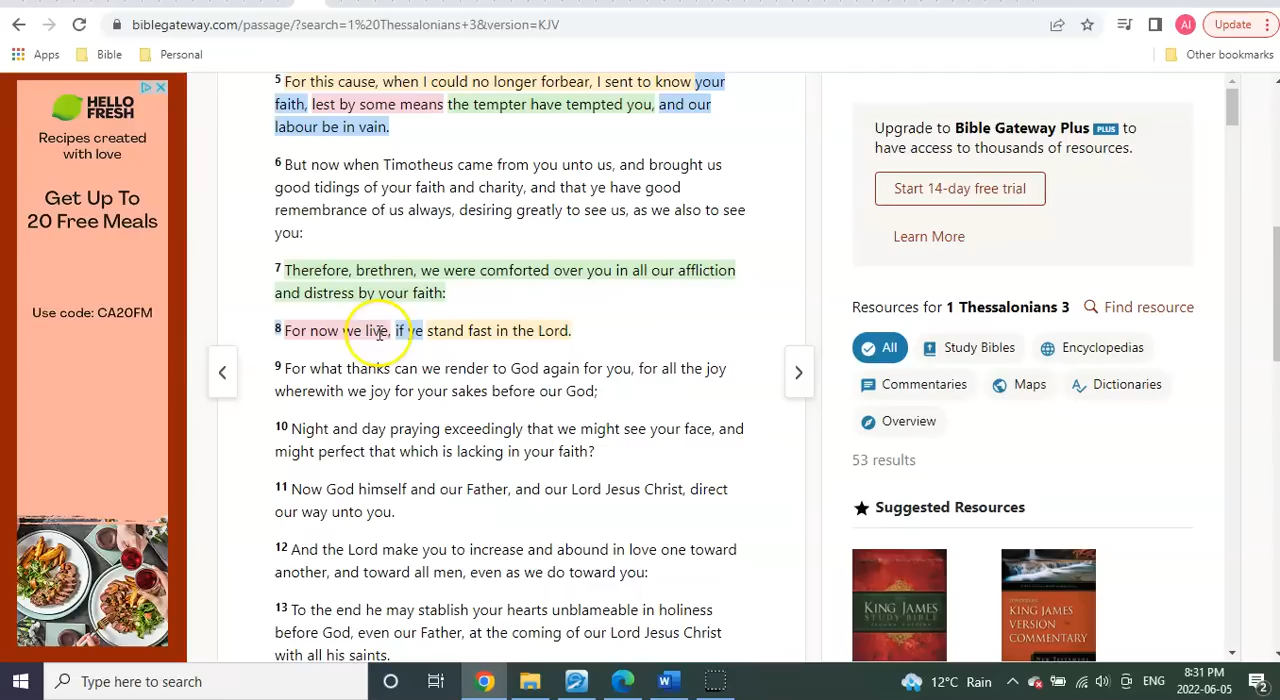 biblegateway.com/passage/?search=1%20Thessalonians+3&version=KJV
AI
Update
Apps
Bible
Personal
Other bookmarks
HELLO
FRESH
Recipes created
with love
Get Up To
20 Free Meals
Use code: CA20FM
5 For this cause, when I could no longer forbear, I sent to know your
faith, lest by some means the tempter have tempted you, and our
labour be in vain.
6 But now when Timotheus came from you unto us, and brought us
good tidings of your faith and charity, and that ye have good
remembrance of us always, desiring greatly to see us, as we also to see
you:
7 Therefore, brethren, we were comforted over you in all our affliction
and distress by your faith:
8 For now we live, if ye stand fast in the Lord.
9 For what thanks can we render to God again for you, for all the joy
wherewith we joy for your sakes before our God;
10 Night and day praying exceedingly that we might see your face, and
might perfect that which is lacking in your faith?
11 Now God himself and our Father, and our Lord Jesus Christ, direct
our way unto you.
12 And the Lord make you to increase and abound in love one toward
another, and toward all men, even as we do toward you:
13 To the end he may stablish your hearts unblameable in holiness
before God, even our Father, at the coming of our Lord Jesus Christ
with all his saints.
Upgrade to Bible Gateway Plus PLUS to
have access to thousands of resources.
Start 14-day free trial
Learn More
Resources for 1 Thessalonians 3
Find resource
All
Study Bibles
Encyclopedias
Commentaries
Maps
Dictionaries
Overview
53 results
Suggested Resources
KING JAMES
STUDY BIBLE
KING JAMES
VERSION
COMMENTARY
Type here to search
12°C Rain
ENG
8:31 PM
2022-06-05
2